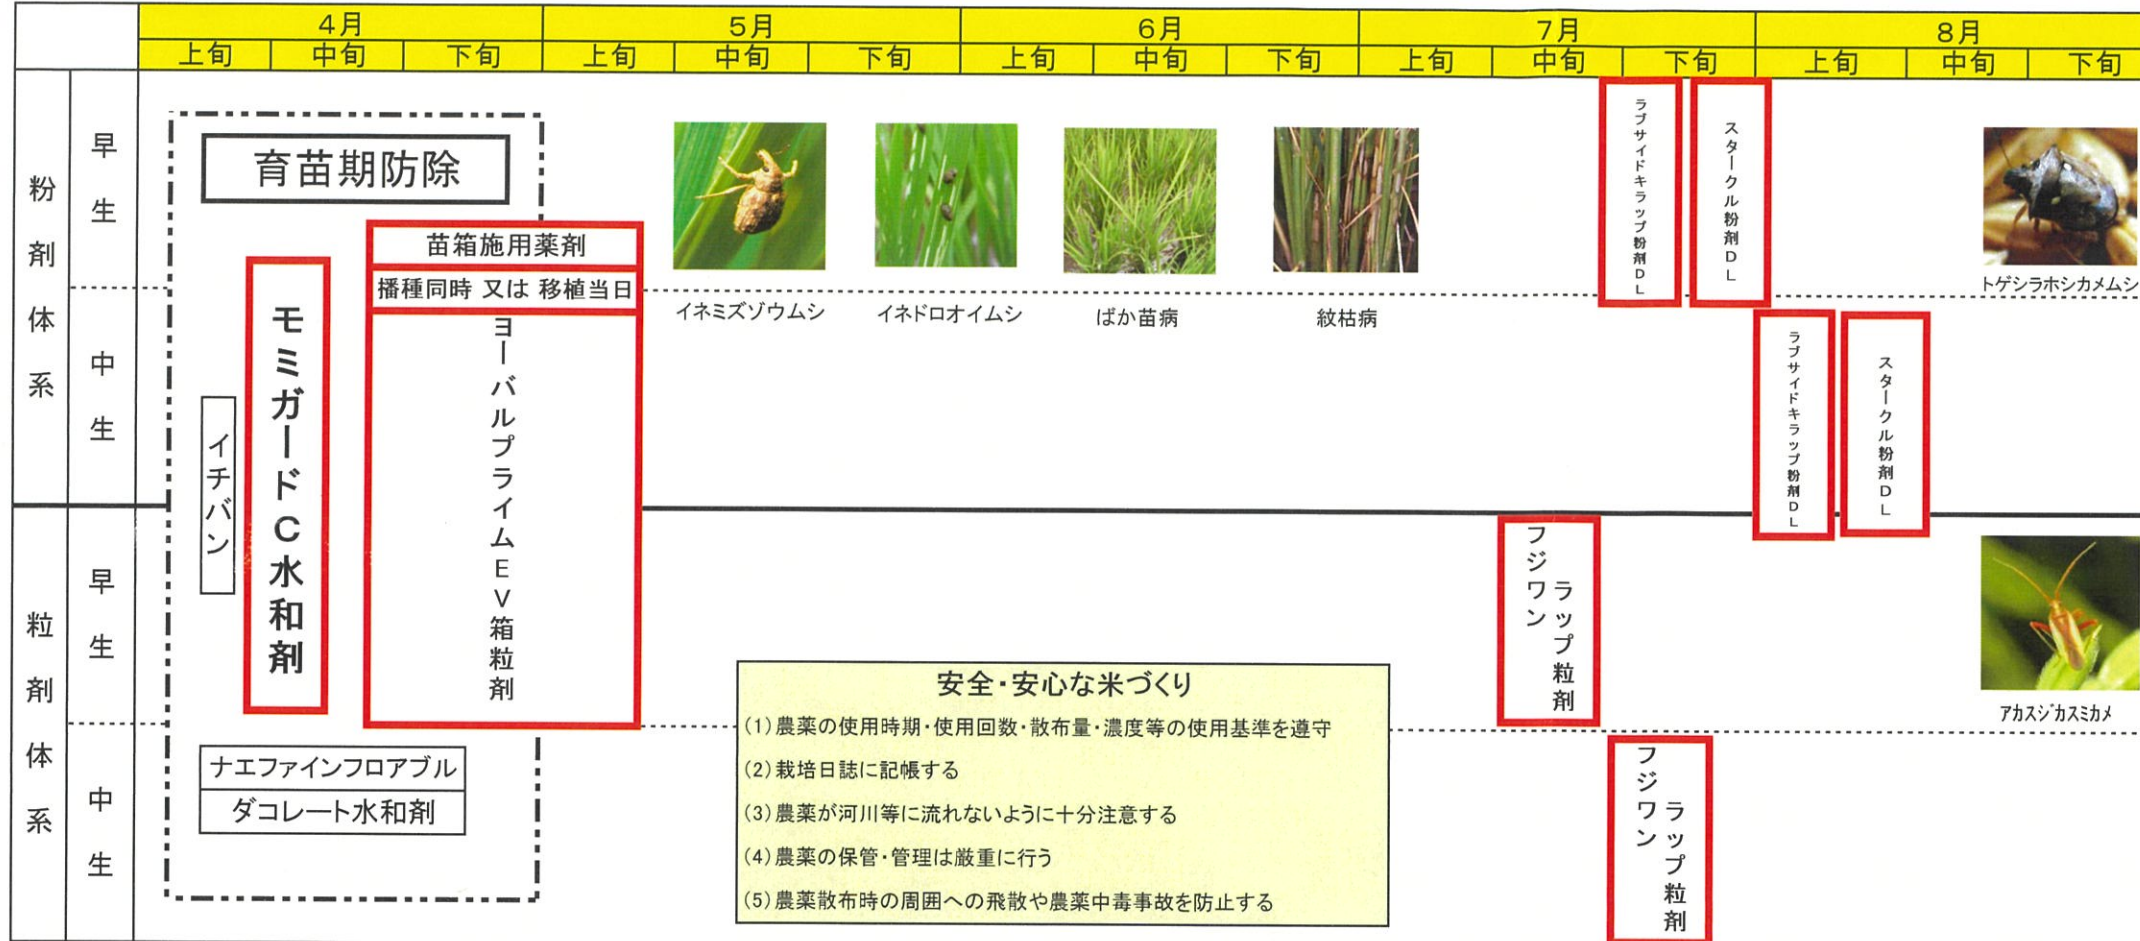 4月 5月 6月 7月 8月
上旬 中旬 下旬 上旬 中旬 下旬 上旬 中旬 下旬 上旬 中旬 下旬 上旬 中旬 下旬
粉剤体系
早生
中生
粒剤体系
早生
中生
育苗期防除
イチバン
モミガードC水和剤
苗箱施用薬剤
播種同時 又は 移植当日
ヨーバルプライムEV箱粒剤
ナエファインフロアブル
ダコレート水和剤
イネミズゾウムシ
イネドロオイムシ
ばか苗病
紋枯病
ラブサイドキラップ粉剤DL
スタークル粉剤DL
トゲシラホシカメムシ
ラブサイドキラップ粉剤DL
スタークル粉剤DL
フジワン
ラップ粒剤
アカスジカスミカメ
フジワン
ラップ粒剤
安全・安心な米づくり
(1)農薬の使用時期・使用回数・散布量・濃度等の使用基準を遵守
(2)栽培日誌に記帳する
(3)農薬が河川等に流れないように十分注意する
(4)農薬の保管・管理は厳重に行う
(5)農薬散布時の周囲への飛散や農薬中毒事故を防止する